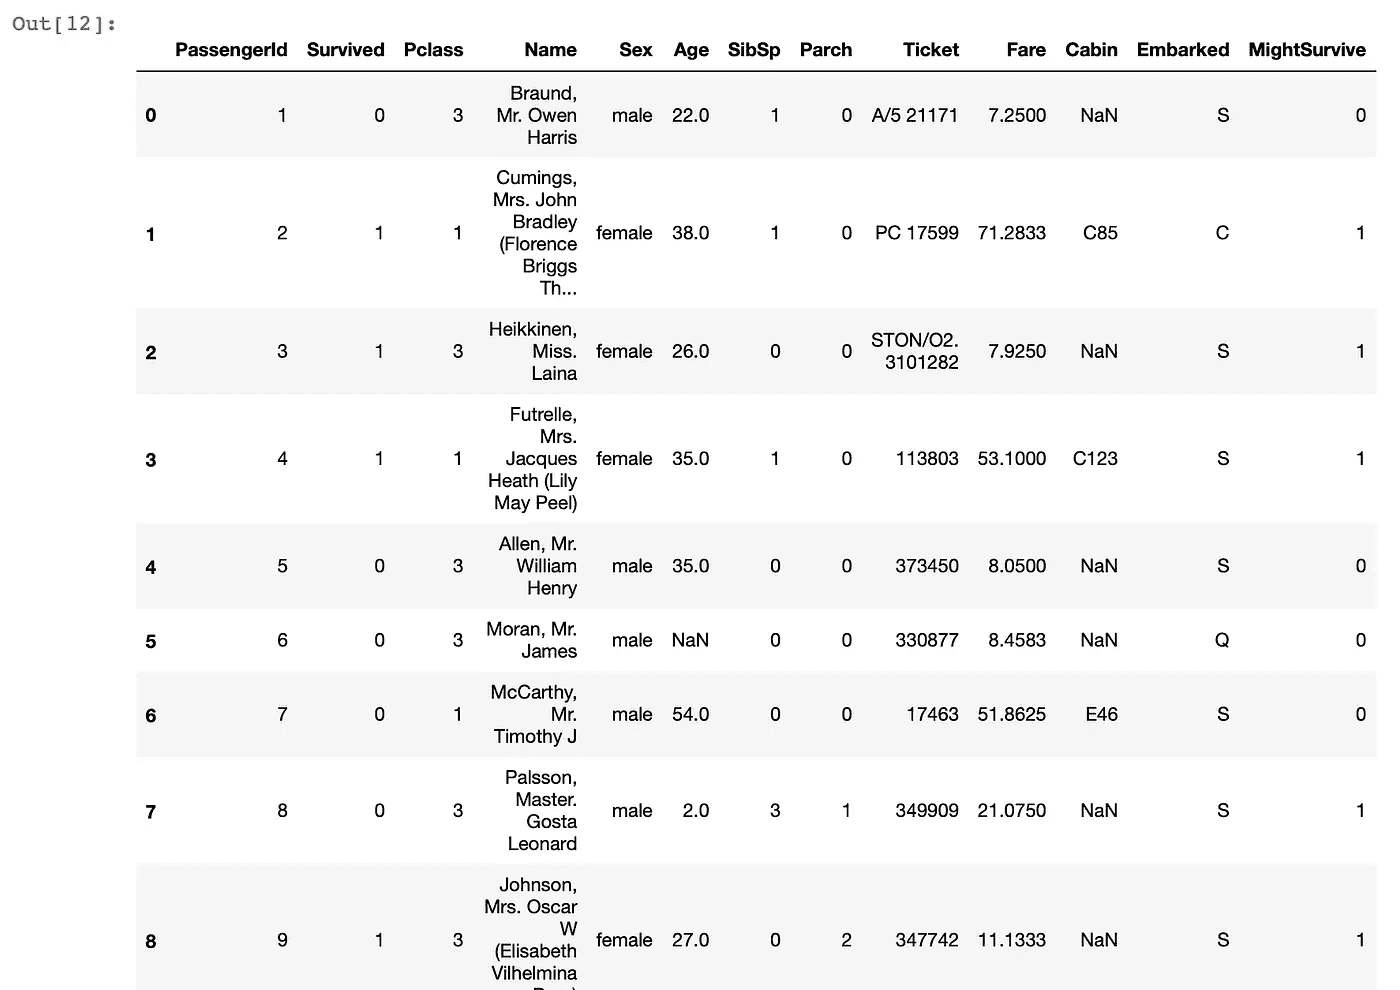 Out[12]:
PassengerId Survived Pclass Name Sex Age SibSp Parch Ticket Fare Cabin Embarked MightSurvive
Braund,
0 1 0 3 Mr. Owen male 22.0 1 0 A/5 21171 7.2500 NaN S 0
Harris
Cumings,
Mrs. John
Bradley
1 2 1 1 (Florence female 38.0 1 0 PC 17599 71.2833 C85 C 1
Briggs
Th...
Heikkinen,
2 3 1 3 Miss. female 26.0 0 0 STON/O2. 7.9250 NaN S 1
Laina 3101282
Futrelle,
Mrs.
3 4 1 1 Jacques female 35.0 1 0 113803 53.1000 C123 S 1
Heath (Lily
May Peel)
Allen, Mr.
4 5 0 3 William male 35.0 0 0 373450 8.0500 NaN S 0
Henry
5 6 0 3 Moran, Mr. male NaN 0 0 330877 8.4583 NaN Q 0
James
McCarthy,
6 7 0 1 Mr. male 54.0 0 0 17463 51.8625 E46 S 0
Timothy J
Palsson,
Master.
7 8 0 3 Gosta male 2.0 3 1 349909 21.0750 NaN S 1
Leonard
Johnson,
Mrs. Oscar
W
8 9 1 3 (Elisabeth female 27.0 0 2 347742 11.1333 NaN S 1
Vilhelmina